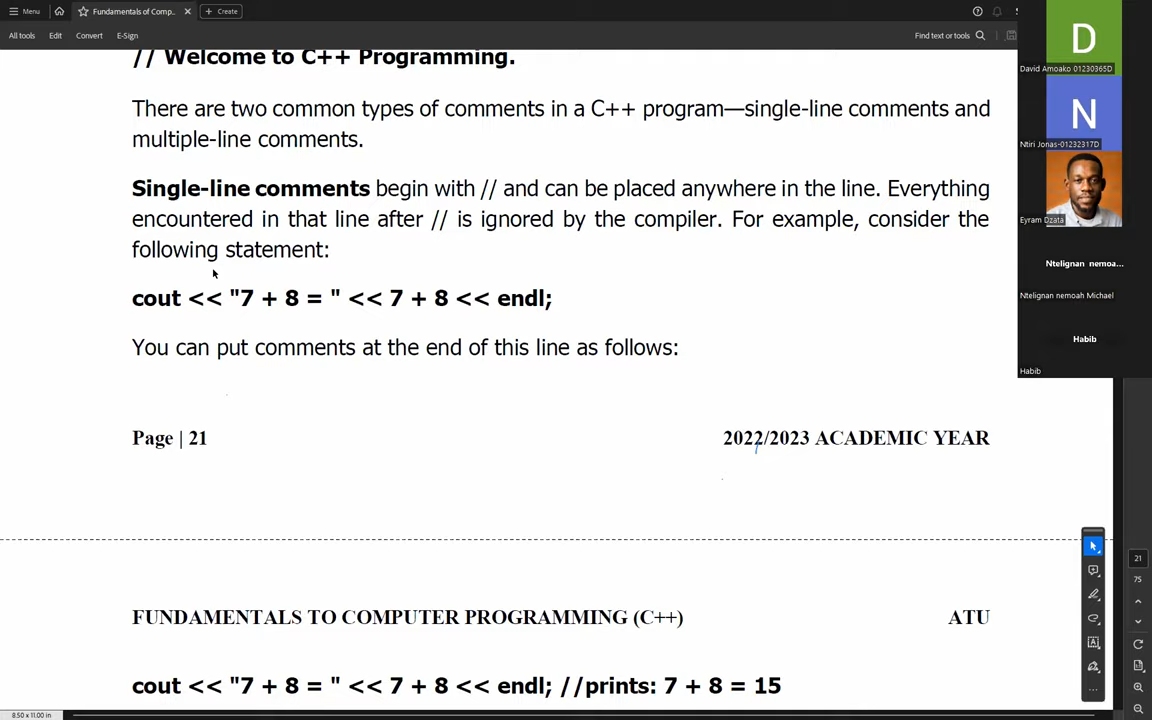 Menu
Fundamentals of Comp..
Create
All tools
Edit
Convert
E-Sign
Find text or tools
// Welcome to C++ Programming.
There are two common types of comments in a C++ program—single-line comments and
multiple-line comments.
Single-line comments begin with // and can be placed anywhere in the line. Everything
encountered in that line after // is ignored by the compiler. For example, consider the
following statement:
cout << "7 + 8 = " << 7 + 8 << endl;
You can put comments at the end of this line as follows:
Page | 21
2022/2023 ACADEMIC YEAR
FUNDAMENTALS TO COMPUTER PROGRAMMING (C++)
ATU
cout << "7 + 8 = " << 7 + 8 << endl; //prints: 7 + 8 = 15
8.50 x 11.00 in
D
David Amoako 01230365D
N
Ntiri Jonas-01232317D
Eyram Dzata
Ntelignan nemoa...
Ntelignan nemoah Michael
Habib
Habib
21
75